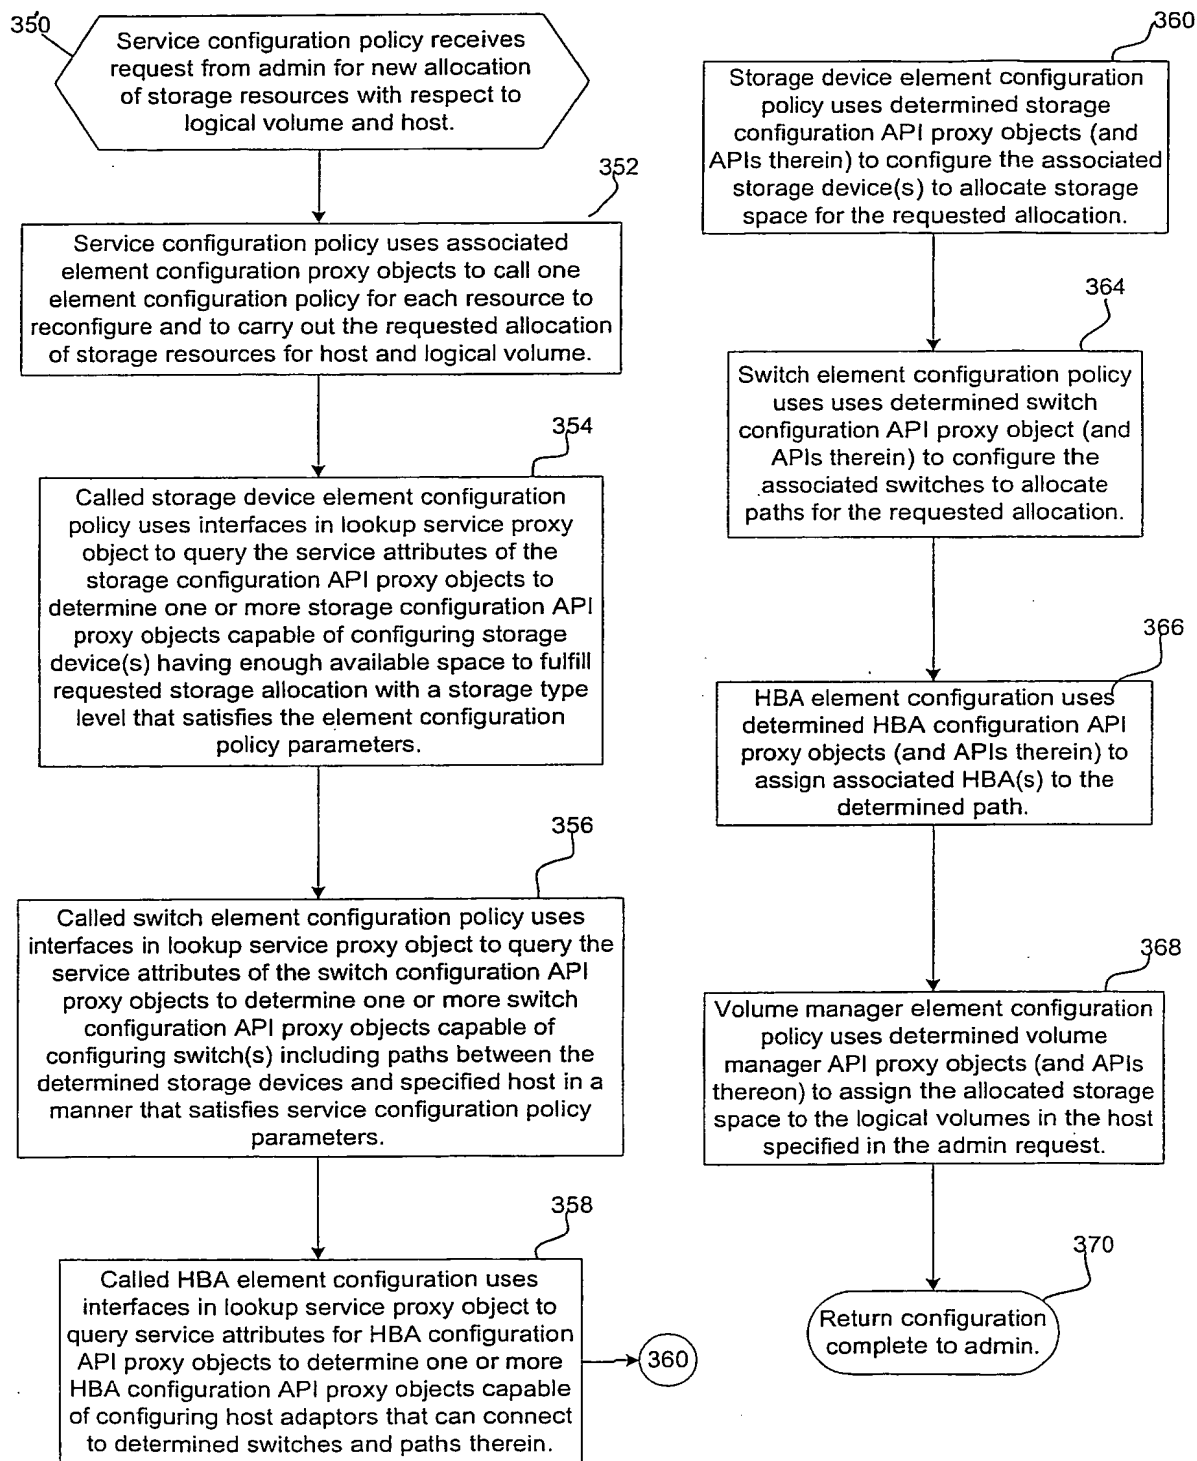 350
Service configuration policy receives
request from admin for new allocation
of storage resources with respect to
logical volume and host.
352
Service configuration policy uses associated
element configuration proxy objects to call one
element configuration policy for each resource to
reconfigure and to carry out the requested allocation
of storage resources for host and logical volume.
354
Called storage device element configuration
policy uses interfaces in lookup service proxy
object to query the service attributes of the
storage configuration API proxy objects to
determine one or more storage configuration API
proxy objects capable of configuring storage
device(s) having enough available space to fulfill
requested storage allocation with a storage type
level that satisfies the element configuration
policy parameters.
356
Called switch element configuration policy uses
interfaces in lookup service proxy object to query the
service attributes of the switch configuration API
proxy objects to determine one or more switch
configuration API proxy objects capable of
configuring switch(s) including paths between the
determined storage devices and specified host in a
manner that satisfies service configuration policy
parameters.
358
Called HBA element configuration uses
interfaces in lookup service proxy object to
query service attributes for HBA configuration
API proxy objects to determine one or more
HBA configuration API proxy objects capable
of configuring host adaptors that can connect
to determined switches and paths therein.
360
360
Storage device element configuration
policy uses determined storage
configuration API proxy objects (and
APIs therein) to configure the associated
storage device(s) to allocate storage
space for the requested allocation.
364
Switch element configuration policy
uses uses determined switch
configuration API proxy object (and
APIs therein) to configure the
associated switches to allocate
paths for the requested allocation.
366
HBA element configuration uses
determined HBA configuration API
proxy objects (and APIs therein) to
assign associated HBA(s) to the
determined path.
368
Volume manager element configuration
policy uses determined volume
manager API proxy objects (and APIs
thereon) to assign the allocated storage
space to the logical volumes in the host
specified in the admin request.
370
Return configuration
complete to admin.